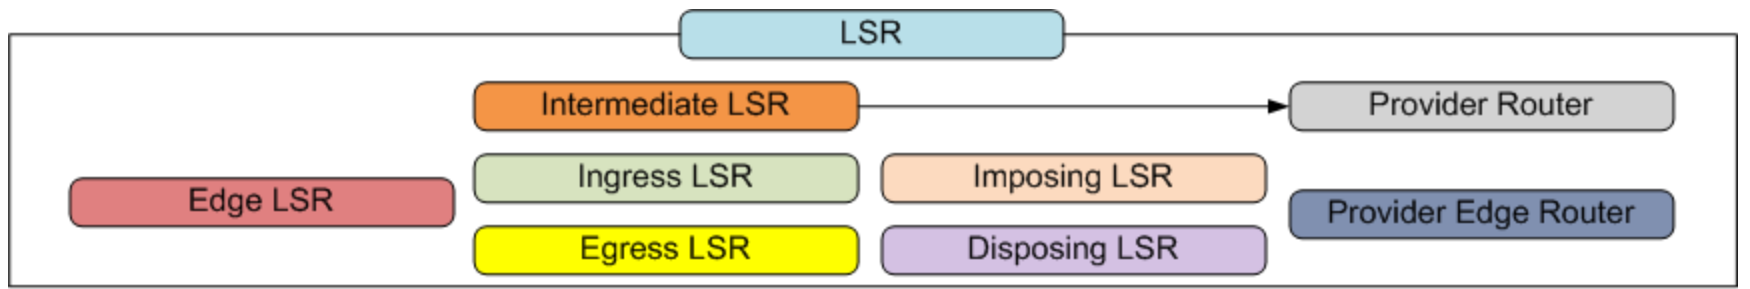 LSR
Intermediate LSR
Provider Router
Edge LSR
Ingress LSR
Imposing LSR
Egress LSR
Disposing LSR
Provider Edge Router